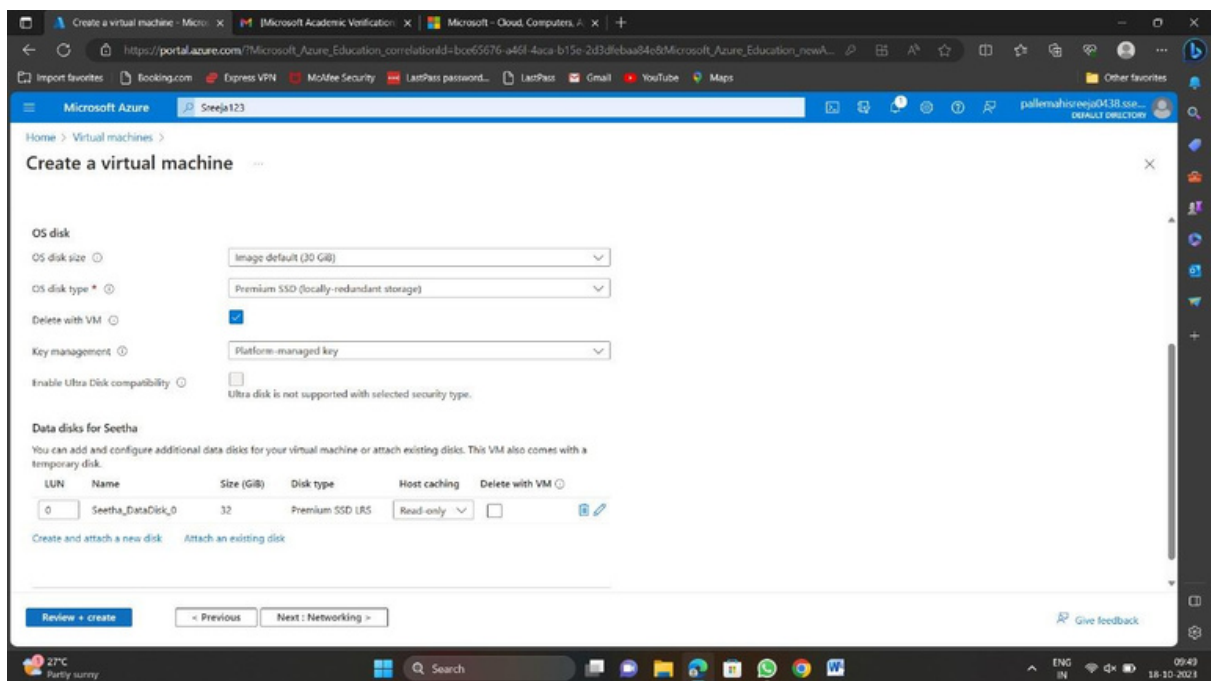 Create a virtual machine - Micro
[Microsoft Academic Verification
Microsoft - Cloud, Computers, A
https://portal.azure.com/?Microsoft_Azure_Education_correlationId=bce65676-a46f-4aca-b15e-2d3dfebaa84e&Microsoft_Azure_Education_newA...
Import favorites
Booking.com
Express VPN
McAfee Security
LastPass password...
LastPass
Gmail
YouTube
Maps
Other favorites
Microsoft Azure
Sreeja123
pallemahisreeja0438.sse...
DEFAULT DIRECTORY
Home > Virtual machines >
Create a virtual machine ...
OS disk
OS disk size
Image default (30 GiB)
OS disk type *
Premium SSD (locally-redundant storage)
Delete with VM
Key management
Platform-managed key
Enable Ultra Disk compatibility
Ultra disk is not supported with selected security type.
Data disks for Seetha
You can add and configure additional data disks for your virtual machine or attach existing disks. This VM also comes with a
temporary disk.
LUN Name Size (GiB) Disk type Host caching Delete with VM
0 Seetha_DataDisk_0 32 Premium SSD LRS Read-only
Create and attach a new disk Attach an existing disk
Review + create
< Previous
Next : Networking >
Give feedback
27°C
Partly sunny
Search
ENG
IN
09:49
18-10-2023